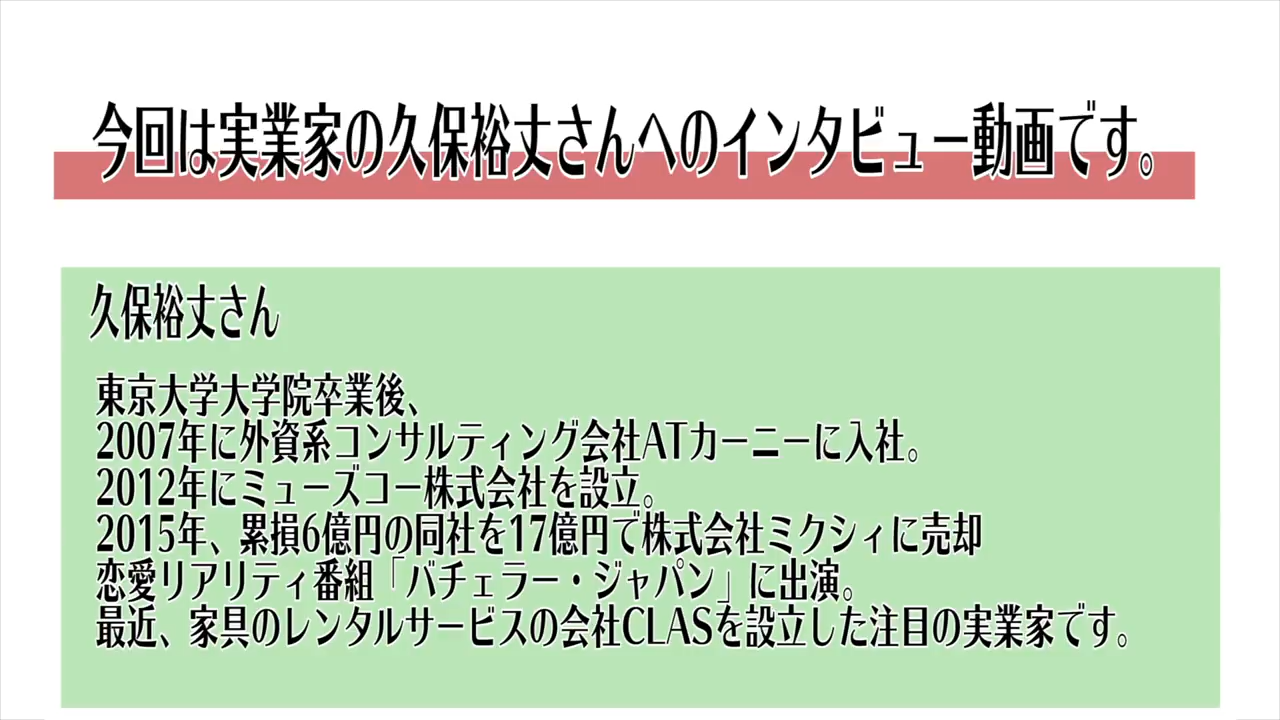 今回は実業家の久保裕丈さんへのインタビュー動画です。
久保裕丈さん
東京大学大学院卒業後、
2007年に外資系コンサルティング会社ATカーニーに入社。
2012年にミューズコー株式会社を設立。
2015年、累損6億円の同社を17億円で株式会社ミクシィに売却
恋愛リアリティ番組「バチェラー・ジャパン」に出演。
最近、家具のレンタルサービスの会社CLASを設立した注目の実業家です。